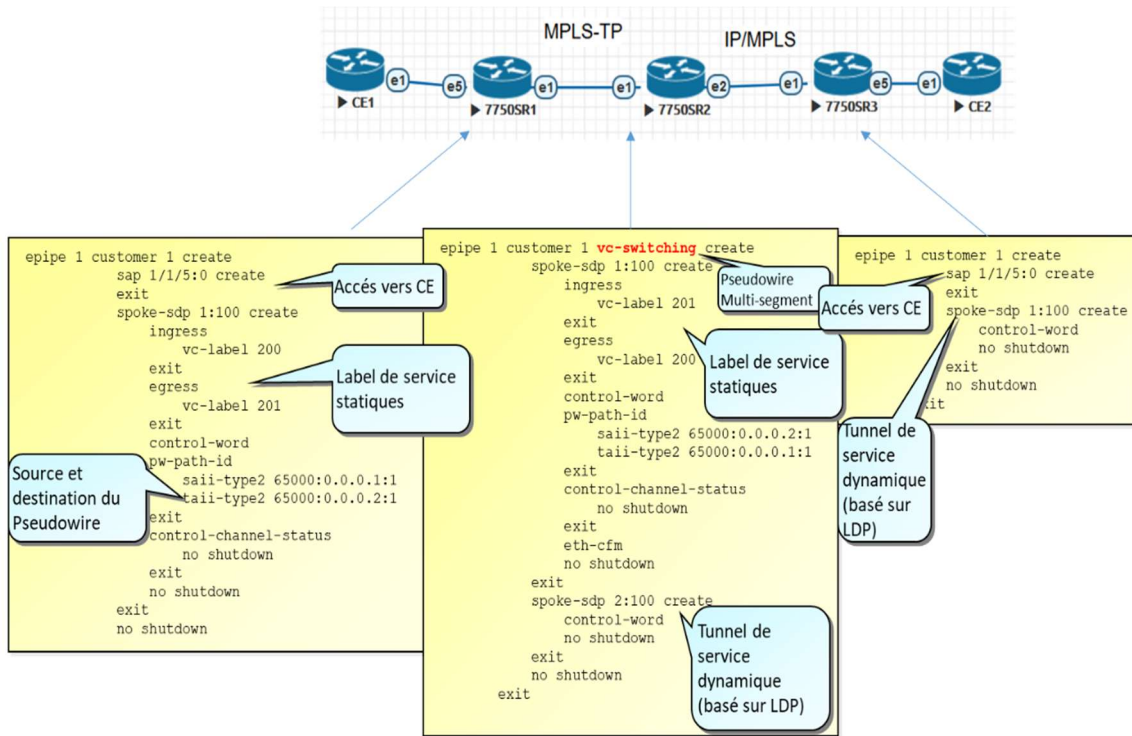 MPLS-TP
IP/MPLS
e1
e5
e1
e1
e2
e1
e5
e1
CE1
7750SR1
7750SR2
7750SR3
CE2
epipe 1 customer 1 create
sap 1/1/5:0 create
exit
spoke-sdp 1:100 create
ingress
vc-label 200
exit
egress
vc-label 201
exit
control-word
pw-path-id
saii-type2 65000:0.0.0.1:1
taii-type2 65000:0.0.0.2:1
exit
control-channel-status
no shutdown
exit
no shutdown
exit
no shutdown
Accés vers CE
Label de service
statiques
Source et
destination du
Pseudowire
epipe 1 customer 1 vc-switching create
spoke-sdp 1:100 create
ingress
vc-label 201
exit
egress
vc-label 200
exit
control-word
pw-path-id
saii-type2 65000:0.0.0.2:1
taii-type2 65000:0.0.0.1:1
exit
control-channel-status
no shutdown
exit
eth-cfm
no shutdown
exit
spoke-sdp 2:100 create
control-word
no shutdown
exit
no shutdown
exit
Pseudowire
Multi-segment
Label de service
statiques
Tunnel de
service
dynamique
(basé sur LDP)
epipe 1 customer 1 create
sap 1/1/5:0 create
exit
spoke-sdp 1:100 create
control-word
no shutdown
exit
no shutdown
Accés vers CE
Tunnel de
service
dynamique
(basé sur
LDP)